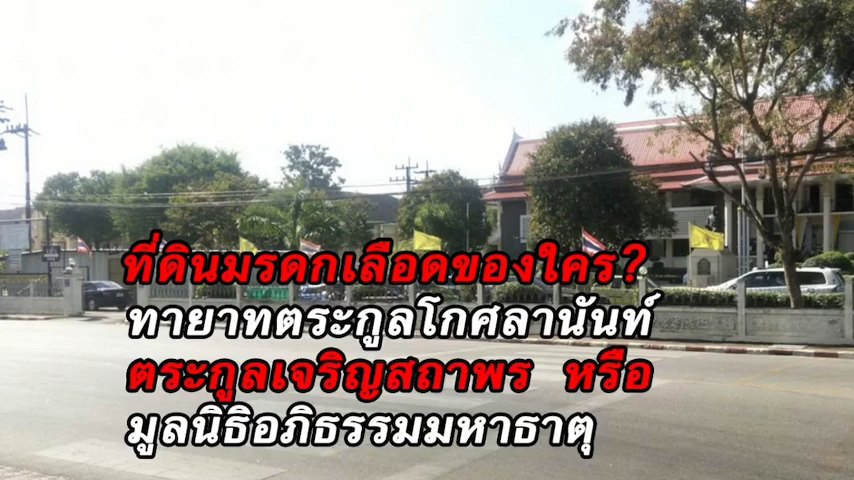 ที่ดินมรดกเลือดของใคร?
ทายาทตระกูลโกศลานันท์
ตระกูลเจริญสถาพร หรือ
มูลนิธิอภิธรรมมหาธาตุ